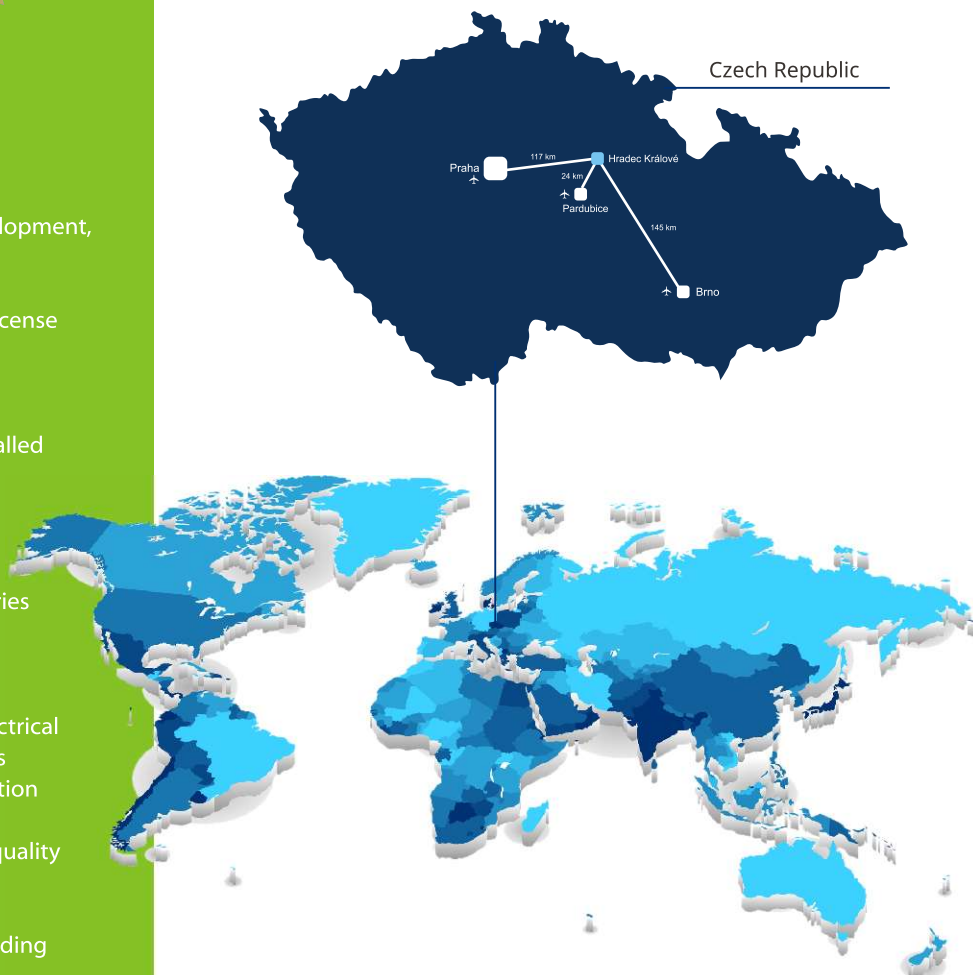 Czech Republic
117 km
Hradec Králové
Praha
24 km
Pardubice
145 km
Brno
lopment,
cense
alled
ries
ctrical
s
tion
quality
ding